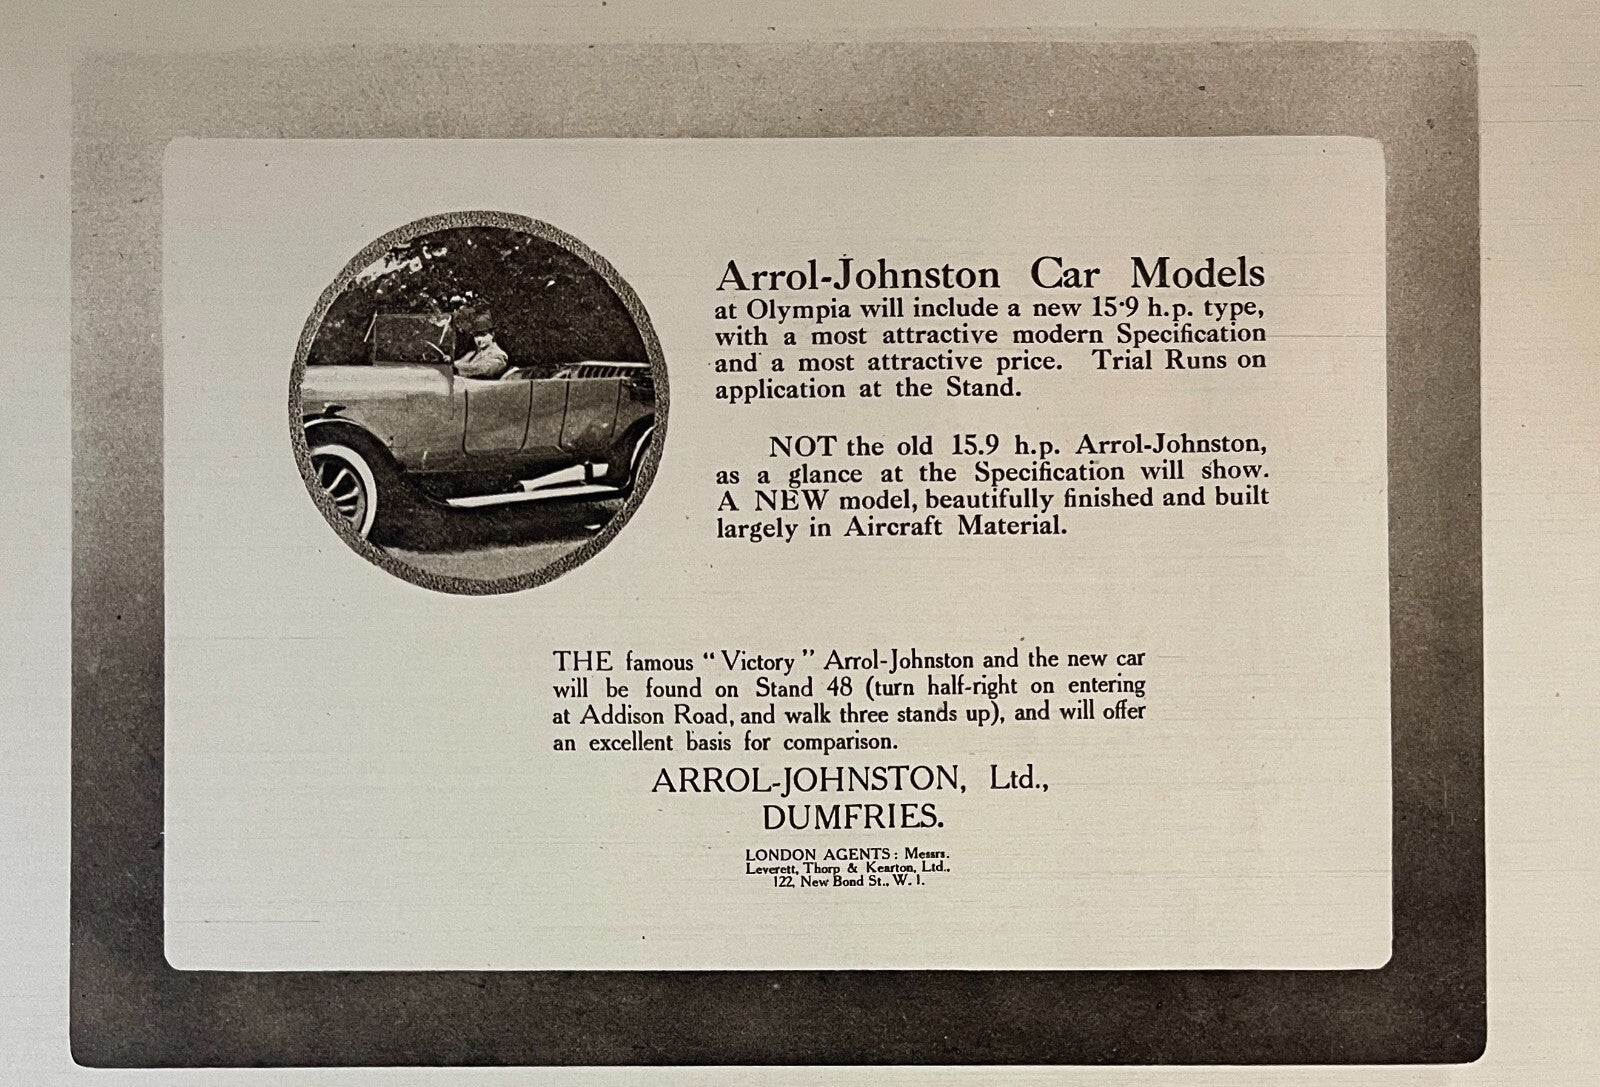 Arrol-Johnston Car Models
at Olympia will include a new 15·9 h.p. type,
with a most attractive modern Specification
and a most attractive price. Trial Runs on
application at the Stand.
NOT the old 15.9 h.p. Arrol-Johnston,
as a glance at the Specification will show.
A NEW model, beautifully finished and built
largely in Aircraft Material.
THE famous “Victory” Arrol-Johnston and the new car
will be found on Stand 48 (turn half-right on entering
at Addison Road, and walk three stands up), and will offer
an excellent basis for comparison.
ARROL-JOHNSTON, Ltd.,
DUMFRIES.
LONDON AGENTS: Messrs.
Leverett, Thorp & Kearton, Ltd.,
122, New Bond St., W. 1.